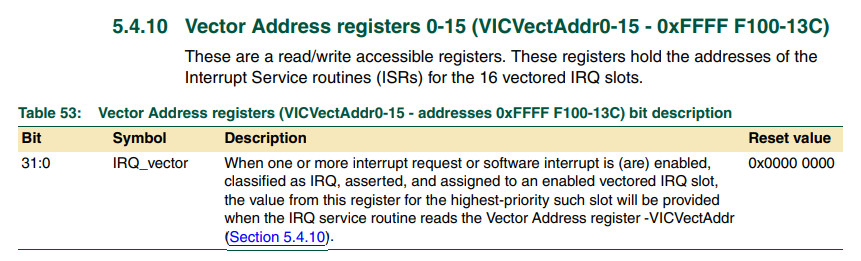 5.4.10 Vector Address registers 0-15 (VICVectAddr0-15 - 0xFFFF F100-13C)
These are a read/write accessible registers. These registers hold the addresses of the
Interrupt Service routines (ISRs) for the 16 vectored IRQ slots.
Table 53: Vector Address registers (VICVectAddr0-15 - addresses 0xFFFF F100-13C) bit description
Bit Symbol Description Reset value
31:0 IRQ_vector When one or more interrupt request or software interrupt is (are) enabled, 0x0000 0000
classified as IRQ, asserted, and assigned to an enabled vectored IRQ slot,
the value from this register for the highest-priority such slot will be provided
when the IRQ service routine reads the Vector Address register -VICVectAddr
(Section 5.4.10).